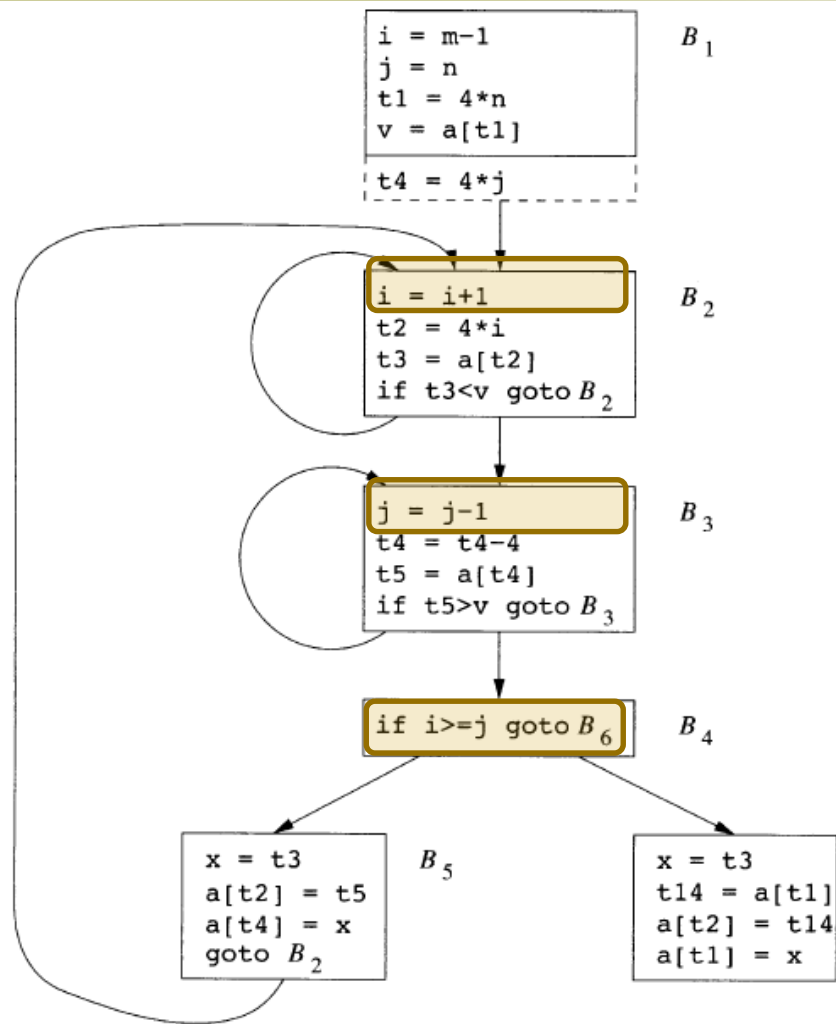 i = m-1
j = n
t1 = 4*n
v = a[t1]
B1
t4 = 4*j
i = i+1
t2 = 4*i
t3 = a[t2]
if t3<v goto B2
B2
j = j-1
t4 = t4-4
t5 = a[t4]
if t5>v goto B3
B3
if i>=j goto B6
B4
x = t3
a[t2] = t5
a[t4] = x
goto B2
B5
x = t3
t14 = a[t1]
a[t2] = t14
a[t1] = x